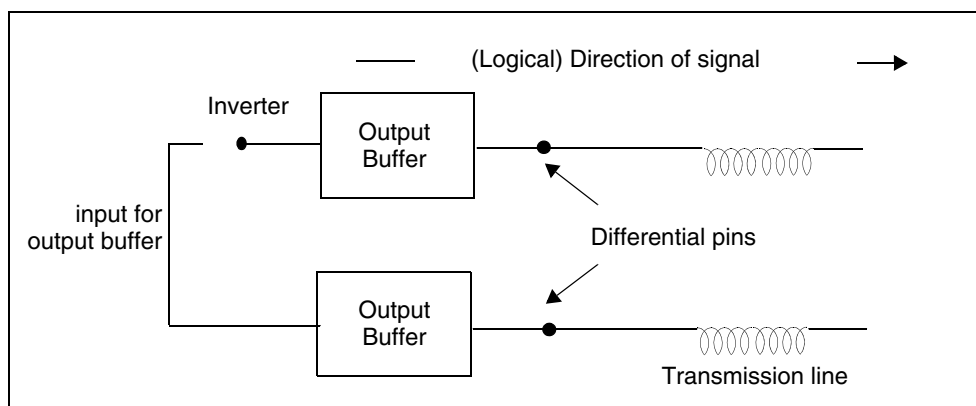 (Logical) Direction of signal
Inverter
Output
Buffer
input for
output buffer
Differential pins
Output
Buffer
Transmission line